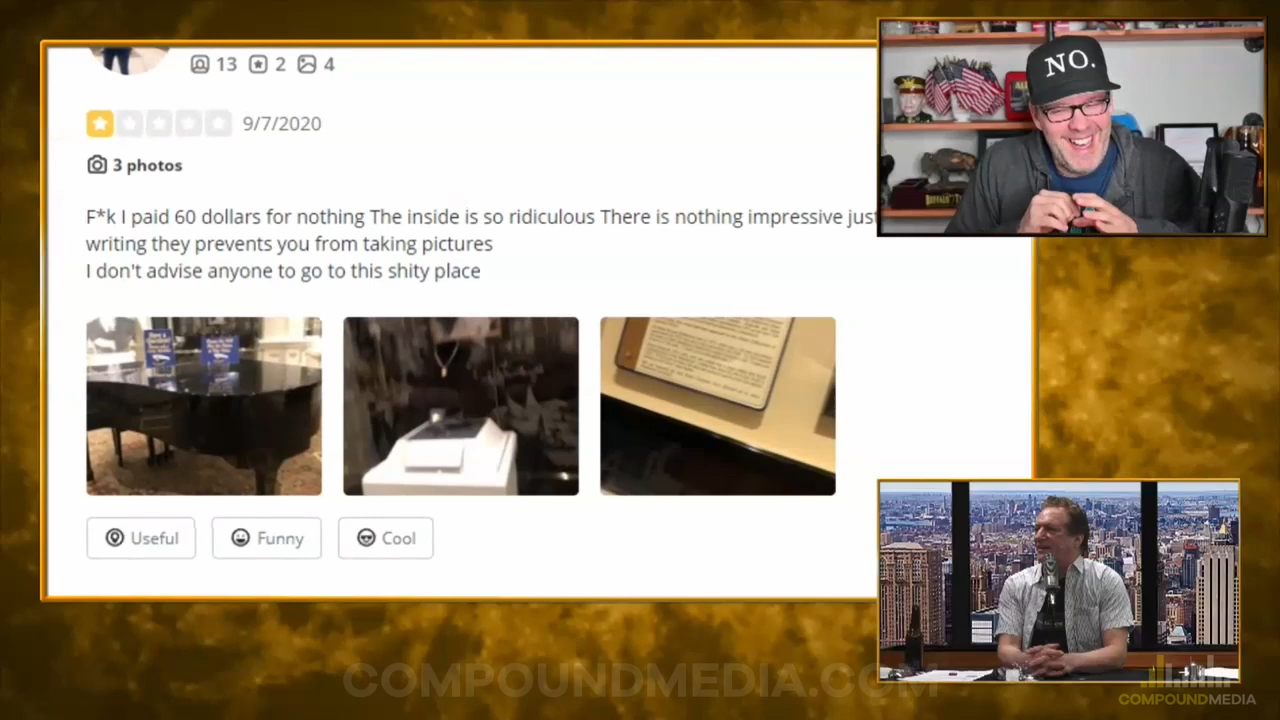 13 2 4
9/7/2020
3 photos
F*k I paid 60 dollars for nothing The inside is so ridiculous There is nothing impressive just
writing they prevents you from taking pictures
I don't advise anyone to go to this shity place
Useful Funny Cool
NO.
COMPOUNDMEDIA.COM
COMPOUNDMEDIA